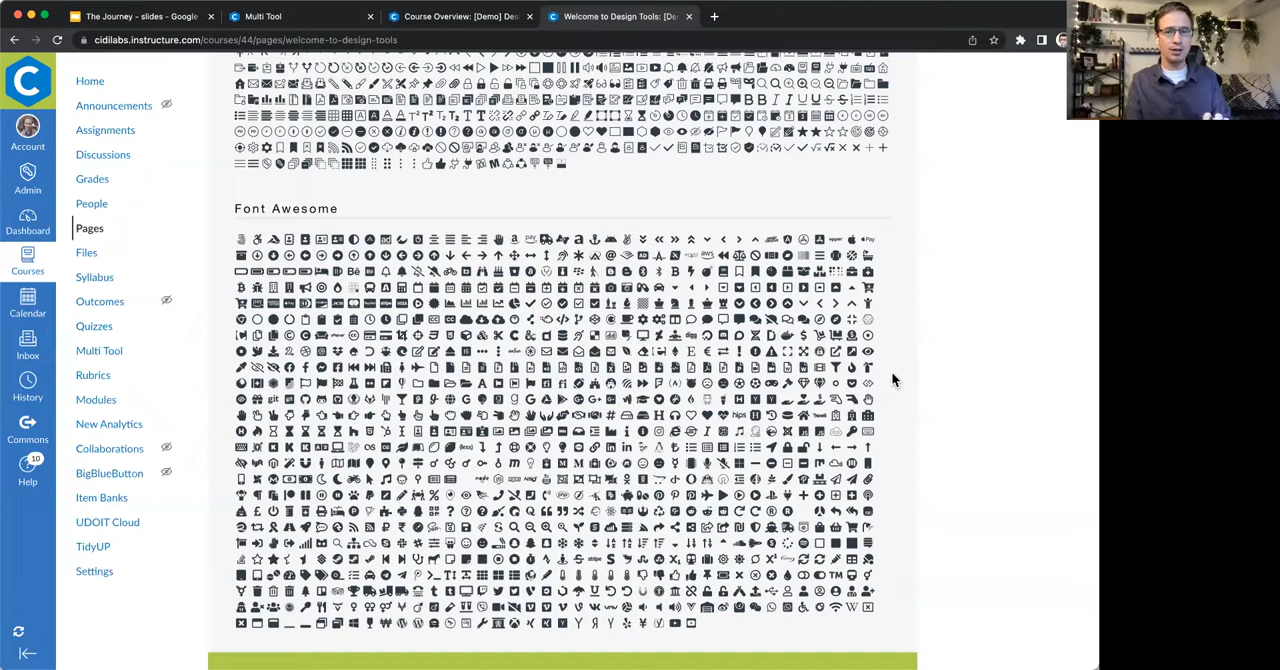 The Journey - slides - Google
Multi Tool
Course Overview: [Demo] Des
Welcome to Design Tools: [De
cidilabs.instructure.com/courses/44/pages/welcome-to-design-tools
Account
Admin
Dashboard
Courses
Calendar
Inbox
History
Commons
10
Help
Home
Announcements
Assignments
Discussions
Grades
People
Pages
Files
Syllabus
Outcomes
Quizzes
Multi Tool
Rubrics
Modules
New Analytics
Collaborations
BigBlueButton
Item Banks
UDOIT Cloud
TidyUP
Settings
Font Awesome